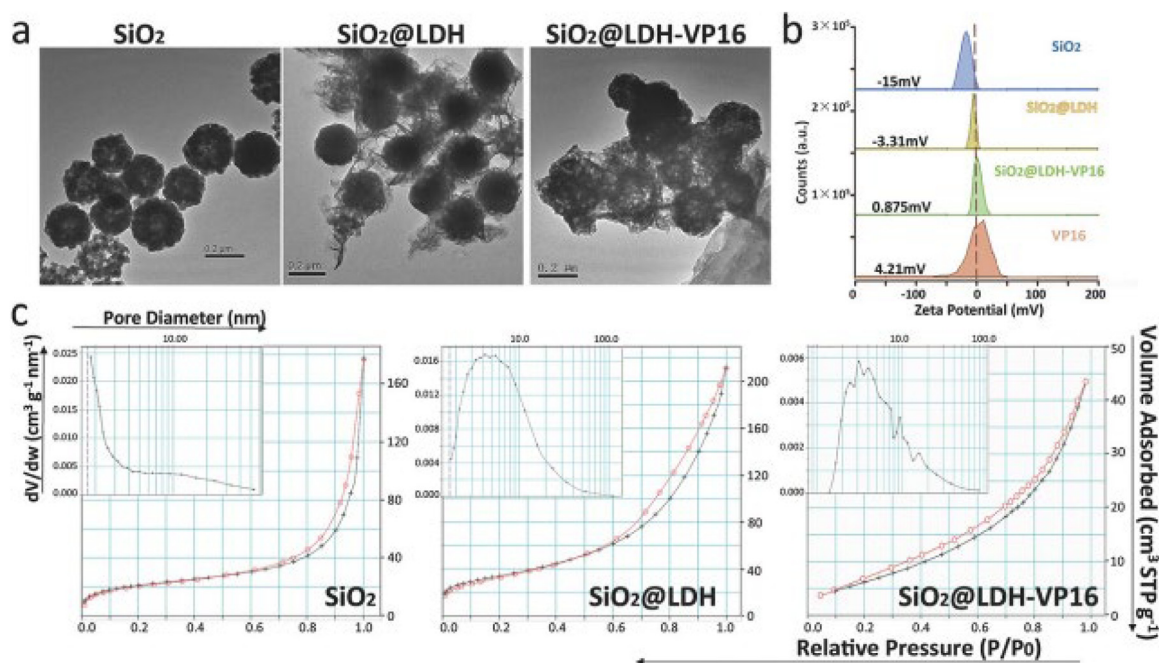 a
SiO₂
SiO₂@LDH
SiO₂@LDH-VP16
0.2 μm
0.2 μm
0.2 μm
b
3×10⁵
2×10⁵
1×10⁵
0
Counts (a.u.)
SiO₂
-15mV
SiO₂@LDH
-3.31mV
SiO₂@LDH-VP16
0.875mV
VP16
4.21mV
0 -100 0 100 200
Zeta Potential (mV)
c
Pore Diameter (nm)
dV/dw (cm³ g⁻¹ nm⁻¹)
10.00
0.025
0.020
0.015
0.010
0.005
0.000
160
120
80
40
0
SiO₂
0.0 0.2 0.4 0.6 0.8 1.0
10.0 100.0
0.016
0.012
0.008
0.004
0.000
200
160
120
80
40
0
SiO₂@LDH
0.0 0.2 0.4 0.6 0.8 1.0
10.0 100.0
0.006
0.004
0.002
0.000
50
40
30
20
10
0
SiO₂@LDH-VP16
0.0 0.2 0.4 0.6 0.8 1.0
Volume Adsorbed (cm³ STP g⁻¹)
Relative Pressure (P/P₀)